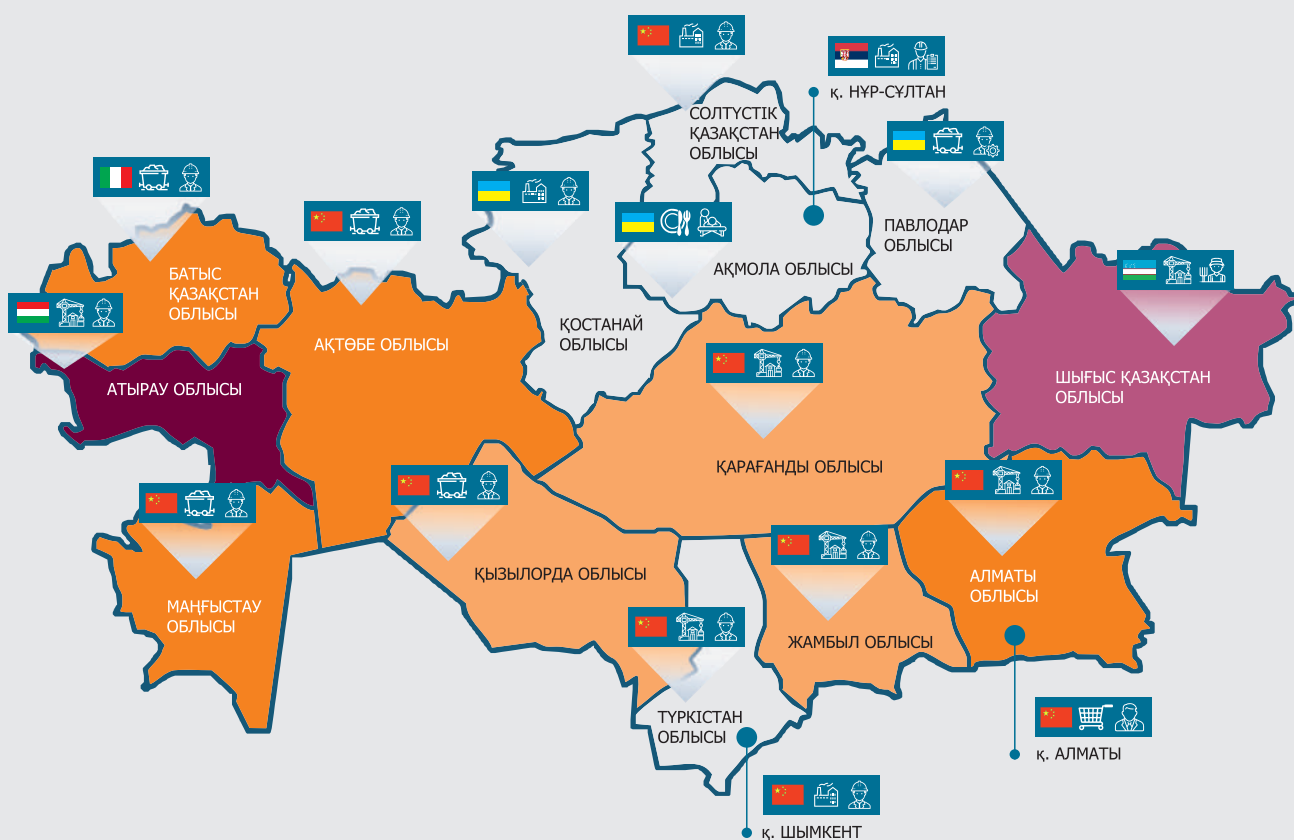 қ. НҰР-СҰЛТАН
СОЛТҮСТІК
ҚАЗАҚСТАН
ОБЛЫСЫ
ПАВЛОДАР
ОБЛЫСЫ
АҚМОЛА ОБЛЫСЫ
БАТЫС
ҚАЗАҚСТАН
ОБЛЫСЫ
ҚОСТАНАЙ
ОБЛЫСЫ
АҚТӨБЕ ОБЛЫСЫ
АТЫРАУ ОБЛЫСЫ
ШЫҒЫС ҚАЗАҚСТАН
ОБЛЫСЫ
ҚАРАҒАНДЫ ОБЛЫСЫ
ҚЫЗЫЛОРДА ОБЛЫСЫ
АЛМАТЫ
ОБЛЫСЫ
МАҢҒЫСТАУ
ОБЛЫСЫ
ЖАМБЫЛ ОБЛЫСЫ
ТҮРКІСТАН
ОБЛЫСЫ
қ. АЛМАТЫ
қ. ШЫМКЕНТ